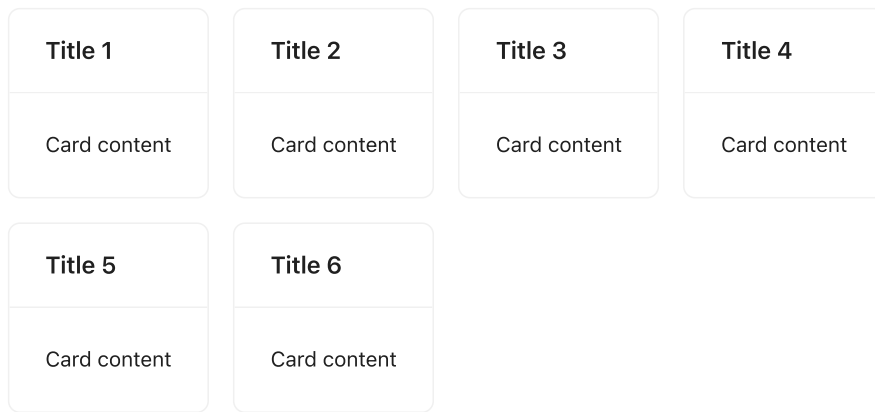 Title 1 Title 2 Title 3 Title 4
Card content Card content Card content Card content
Title 5 Title 6
Card content Card content